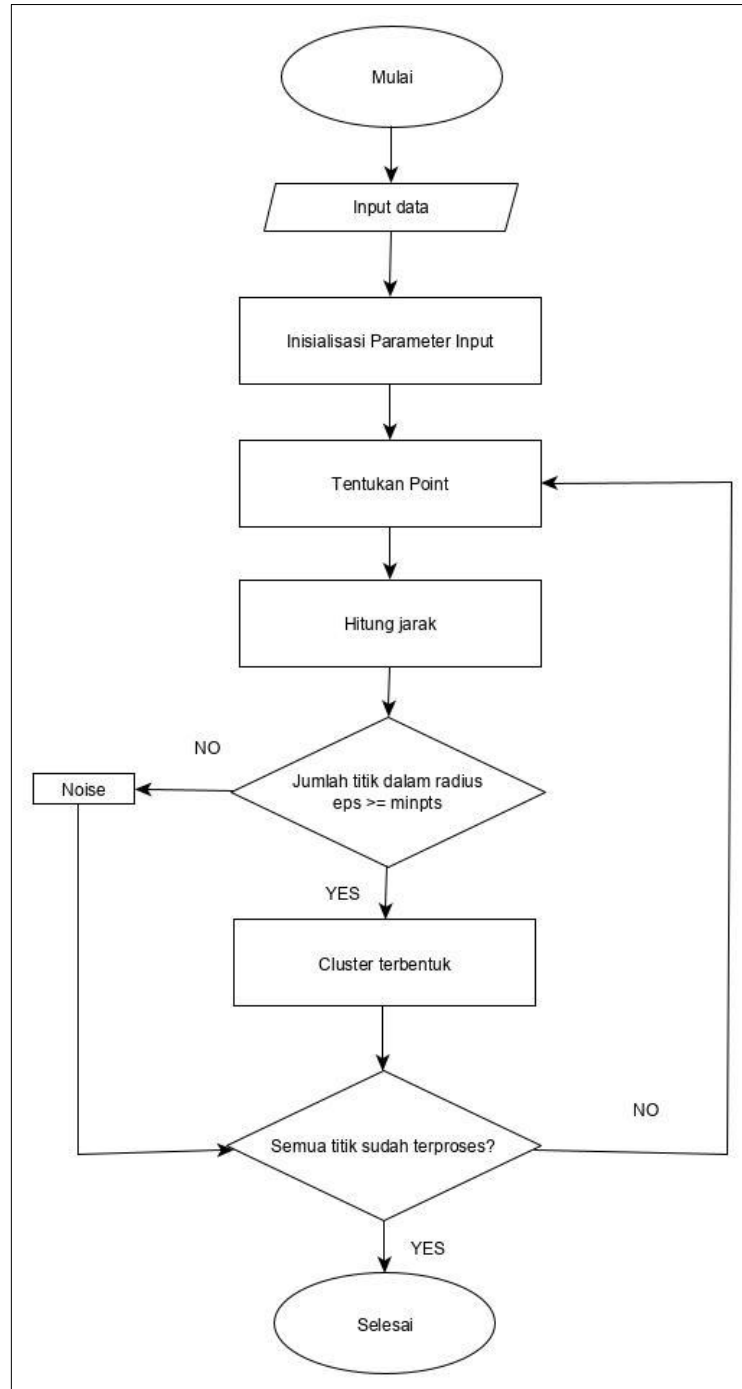 Mulai
Input data
Inisialisasi Parameter Input
Tentukan Point
Hitung jarak
NO
Jumlah titik dalam radius
eps >= minpts
Noise
YES
Cluster terbentuk
NO
Semua titik sudah terproses?
YES
Selesai